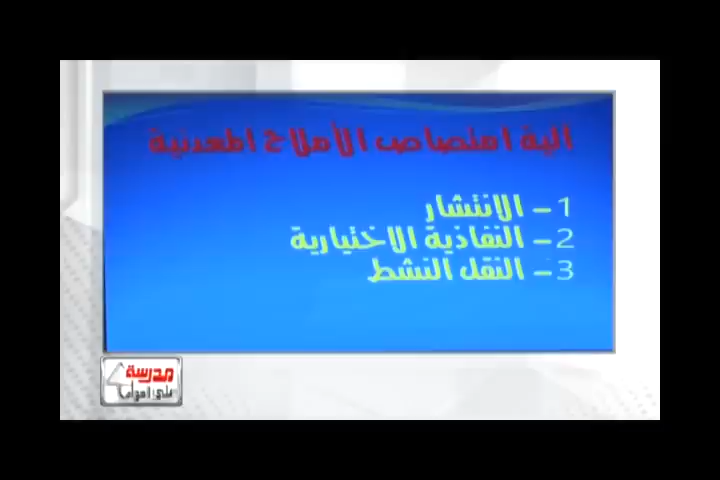 آلية امتصاص الأملاح المعدنية
1 – الانتشار
2 – النفاذية الاختيارية
3 – النقل النشط
مدرسة
على الهواء